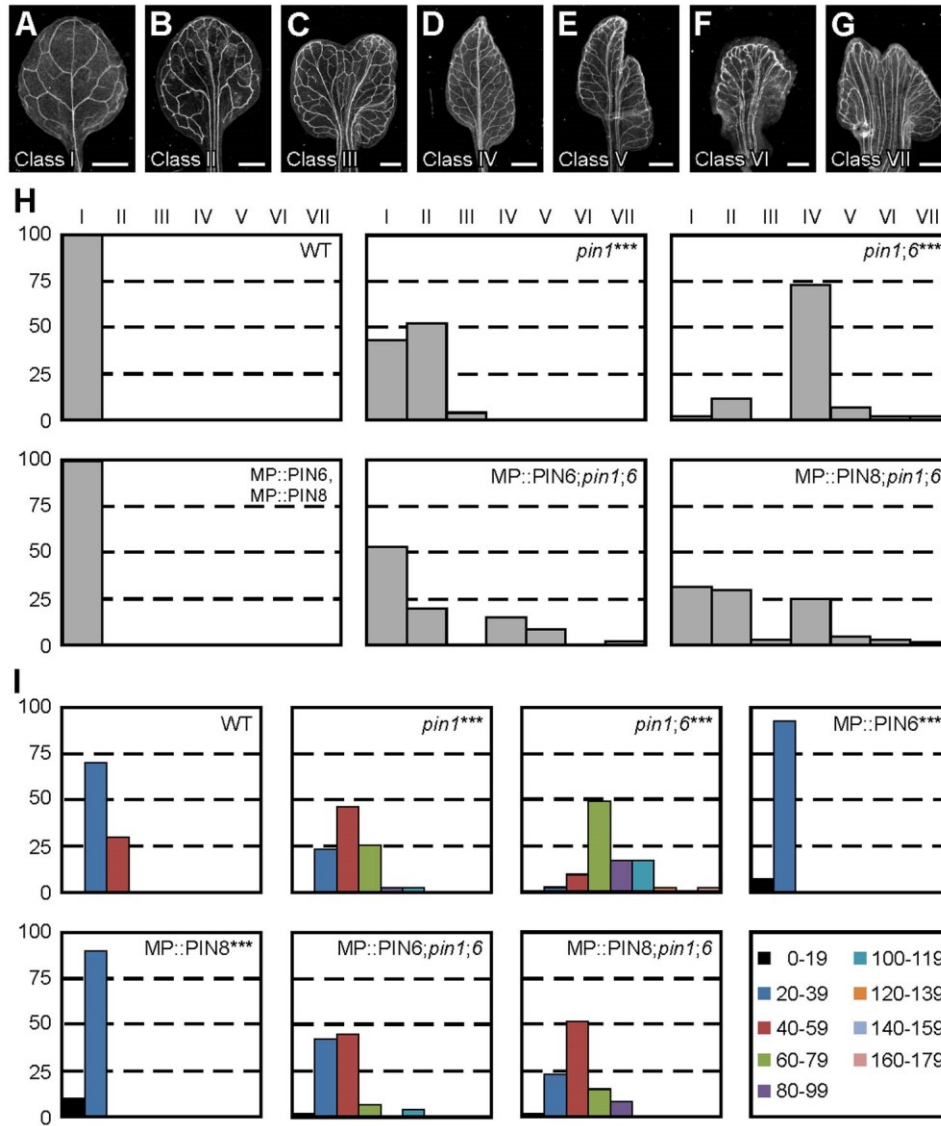 A B C D E F G
Class I Class II Class III Class IV Class V Class VI Class VII
H
I II III IV V VI VII I II III IV V VI VII I II III IV V VI VII
100
75
50
25
0
WT
pin1***
pin1;6***
100
75
50
25
0
MP::PIN6,
MP::PIN8
MP::PIN6;pin1;6
MP::PIN8;pin1;6
I
100
75
50
25
0
WT
pin1***
pin1;6***
MP::PIN6***
100
75
50
25
0
MP::PIN8***
MP::PIN6;pin1;6
MP::PIN8;pin1;6
0-19 100-119
20-39 120-139
40-59 140-159
60-79 160-179
80-99